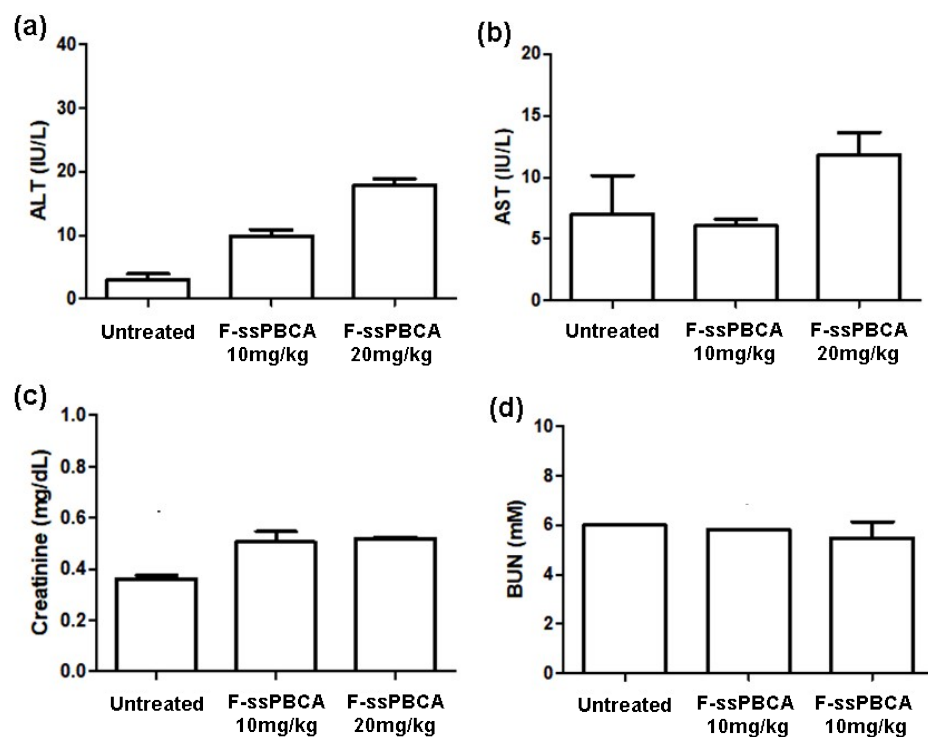 (a)
ALT (IU/L)
40
30
20
10
0
Untreated
F-ssPBCA
10mg/kg
F-ssPBCA
20mg/kg
(b)
AST (IU/L)
20
15
10
5
0
Untreated
F-ssPBCA
10mg/kg
F-ssPBCA
20mg/kg
(c)
Creatinine (mg/dL)
1.0
0.8
0.6
0.4
0.2
0.0
Untreated
F-ssPBCA
10mg/kg
F-ssPBCA
20mg/kg
(d)
BUN (mM)
10
8
6
4
2
0
Untreated
F-ssPBCA
10mg/kg
F-ssPBCA
10mg/kg